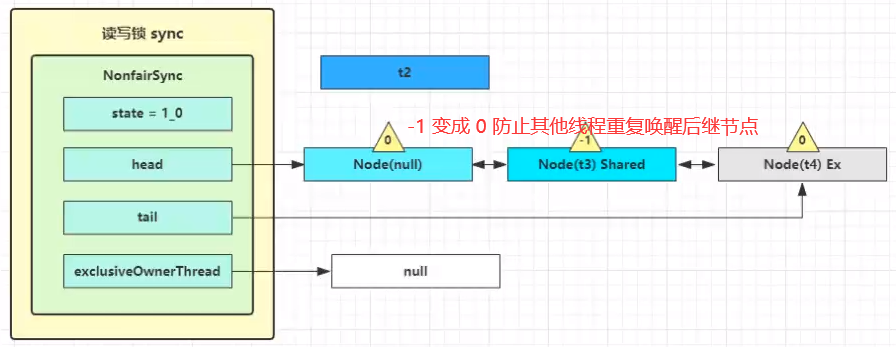 读写锁 sync
NonfairSync
state = 1_0
head
tail
exclusiveOwnerThread
t2
-1 变成 0 防止其他线程重复唤醒后继节点
0
-1
0
Node(null)
Node(t3) Shared
Node(t4) Ex
null